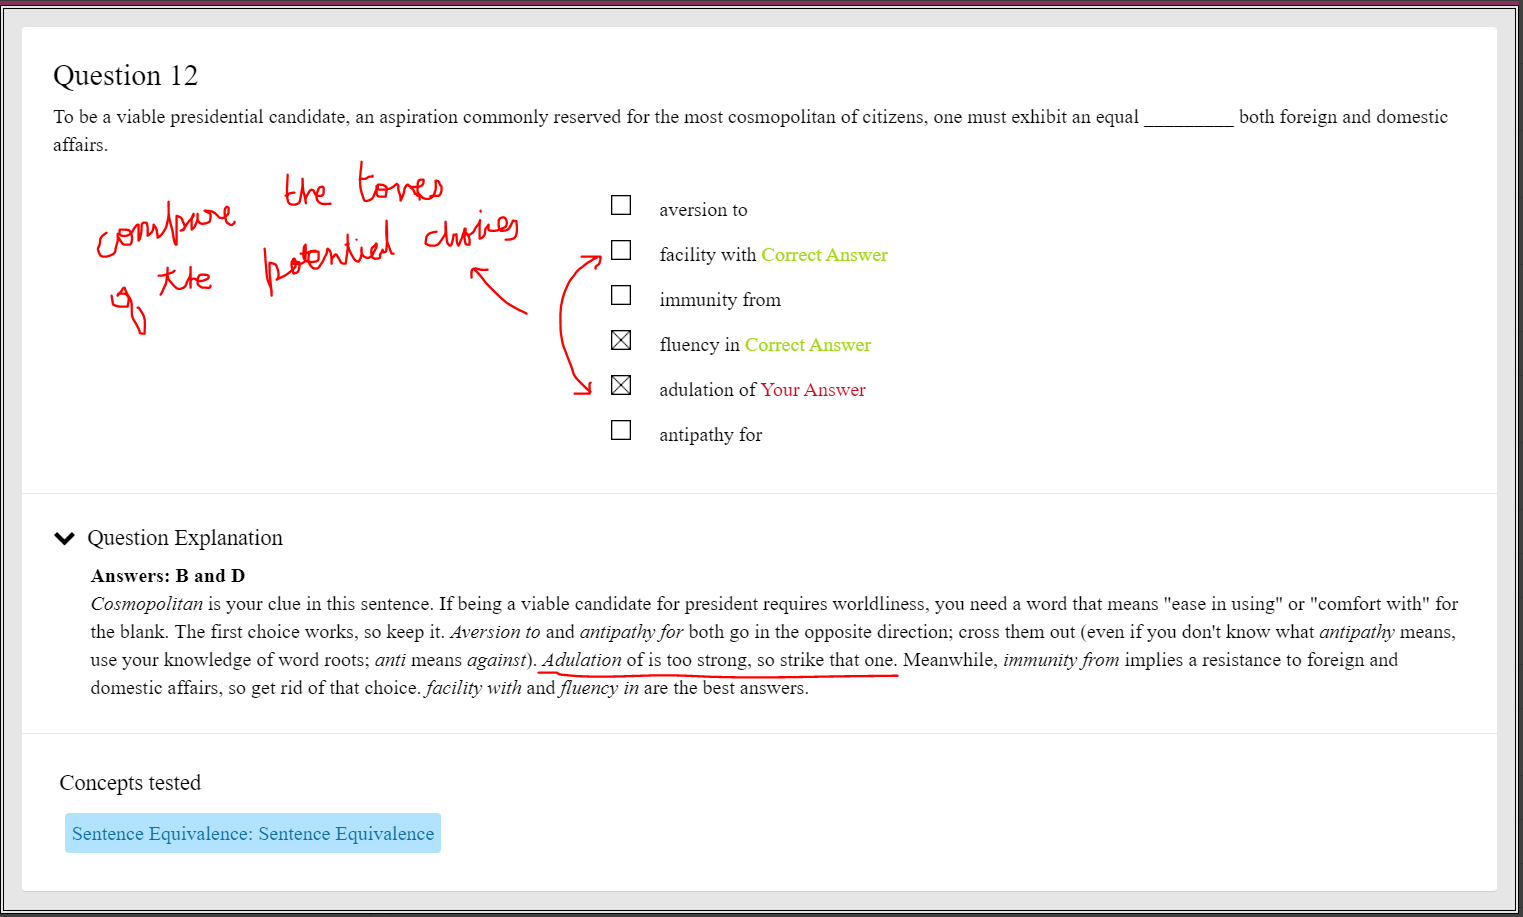 Question 12
To be a viable presidential candidate, an aspiration commonly reserved for the most cosmopolitan of citizens, one must exhibit an equal _________ both foreign and domestic
affairs.
compare the tones
of the potential choices
aversion to
facility with Correct Answer
immunity from
fluency in Correct Answer
adulation of Your Answer
antipathy for
Question Explanation
Answers: B and D
Cosmopolitan is your clue in this sentence. If being a viable candidate for president requires worldliness, you need a word that means "ease in using" or "comfort with" for
the blank. The first choice works, so keep it. Aversion to and antipathy for both go in the opposite direction; cross them out (even if you don't know what antipathy means,
use your knowledge of word roots; anti means against). Adulation of is too strong, so strike that one. Meanwhile, immunity from implies a resistance to foreign and
domestic affairs, so get rid of that choice. facility with and fluency in are the best answers.
Concepts tested
Sentence Equivalence: Sentence Equivalence